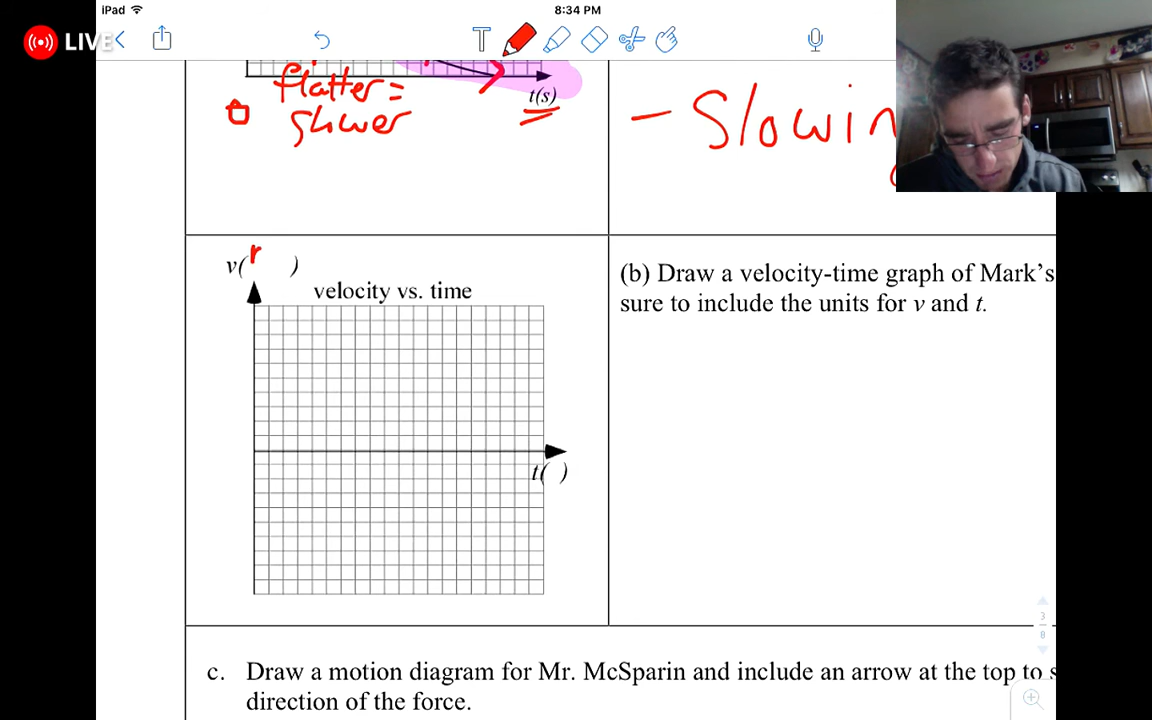 iPad
8:34 PM
LIVE
T
flatter =
slower
t(s)
- Slowin
v(r )
velocity vs. time
t( )
(b) Draw a velocity-time graph of Mark's
sure to include the units for v and t.
3
8
c. Draw a motion diagram for Mr. McSparin and include an arrow at the top to s
direction of the force.